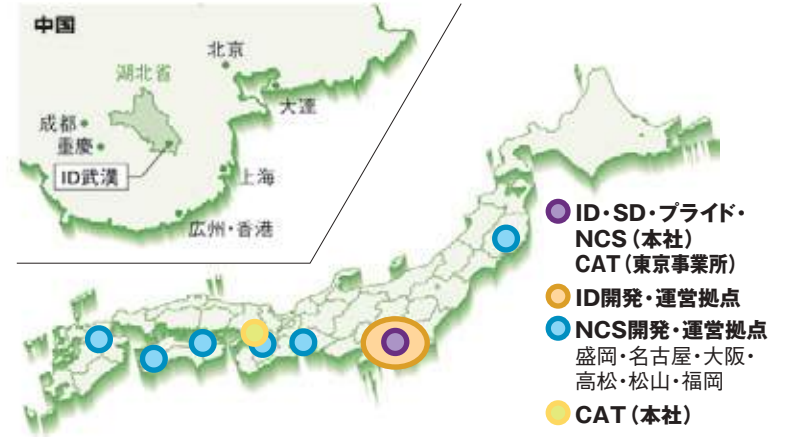 中国
北京
湖北省
大連
成都
重慶
ID武漢
上海
広州・香港
ID・SD・プライド・
NCS（本社）
CAT（東京事業所）
ID開発・運営拠点
NCS開発・運営拠点
盛岡・名古屋・大阪・
高松・松山・福岡
CAT（本社）